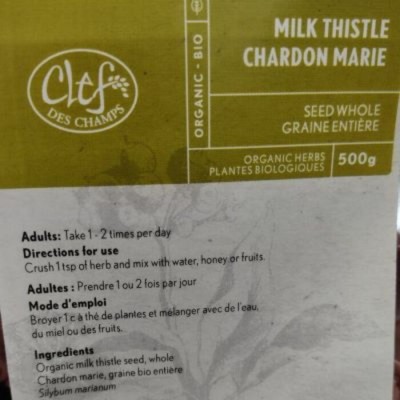 MILK THISTLE
CHARDON MARIE
Clef
DES CHAMPS
ORGANIC - BIO
SEED WHOLE
GRAINE ENTIÈRE
ORGANIC HERBS
PLANTES BIOLOGIQUES
500g
Adults: Take 1 - 2 times per day
Directions for use
Crush 1 tsp of herb and mix with water, honey or fruits.
Adultes : Prendre 1 ou 2 fois par jour
Mode d'emploi
Broyer 1 c à thé de plantes et mélanger avec de l'eau,
du miel ou des fruits.
Ingredients
Organic milk thistle seed, whole
Chardon marie, graine bio entière
Silybum marianum